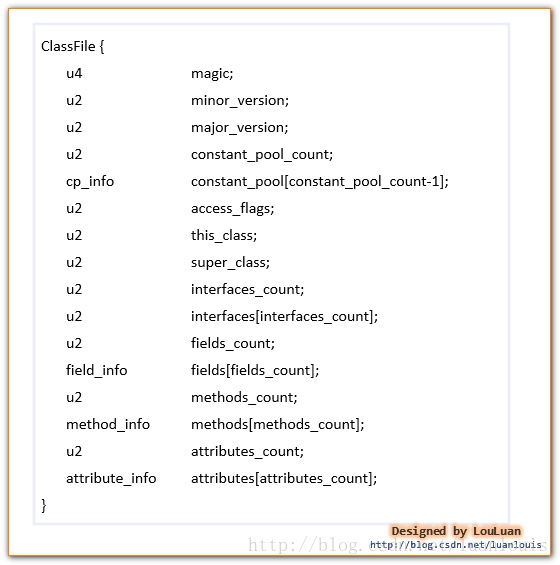 ClassFile {
u4 magic;
u2 minor_version;
u2 major_version;
u2 constant_pool_count;
cp_info constant_pool[constant_pool_count-1];
u2 access_flags;
u2 this_class;
u2 super_class;
u2 interfaces_count;
u2 interfaces[interfaces_count];
u2 fields_count;
field_info fields[fields_count];
u2 methods_count;
method_info methods[methods_count];
u2 attributes_count;
attribute_info attributes[attributes_count];
}
Designed by LouLuan
http://blog.csdn.net/luanlouis